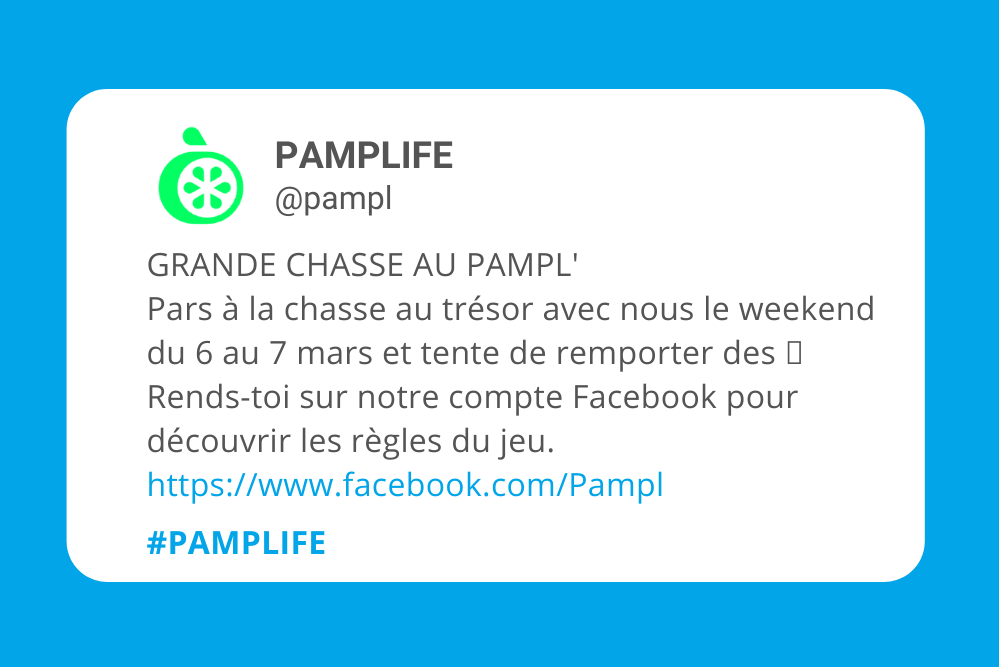 PAMPLIFE
@pampl
GRANDE CHASSE AU PAMPL'
Pars à la chasse au trésor avec nous le weekend
du 6 au 7 mars et tente de remporter des
Rends-toi sur notre compte Facebook pour
découvrir les règles du jeu.
https://www.facebook.com/Pampl
#PAMPLIFE